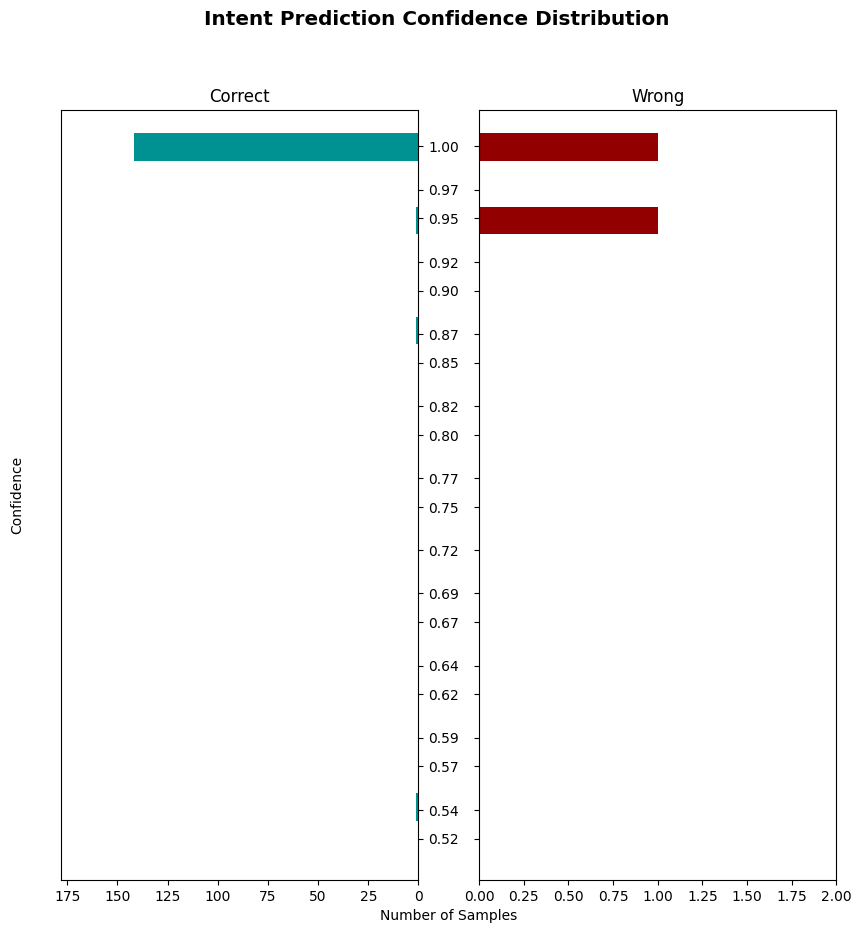 Intent Prediction Confidence Distribution
Correct
Wrong
1.00
0.97
0.95
0.92
0.90
0.87
0.85
0.82
0.80
0.77
0.75
0.72
0.69
0.67
0.64
0.62
0.59
0.57
0.54
0.52
Confidence
175 150 125 100 75 50 25 0
0.00 0.25 0.50 0.75 1.00 1.25 1.50 1.75 2.00
Number of Samples